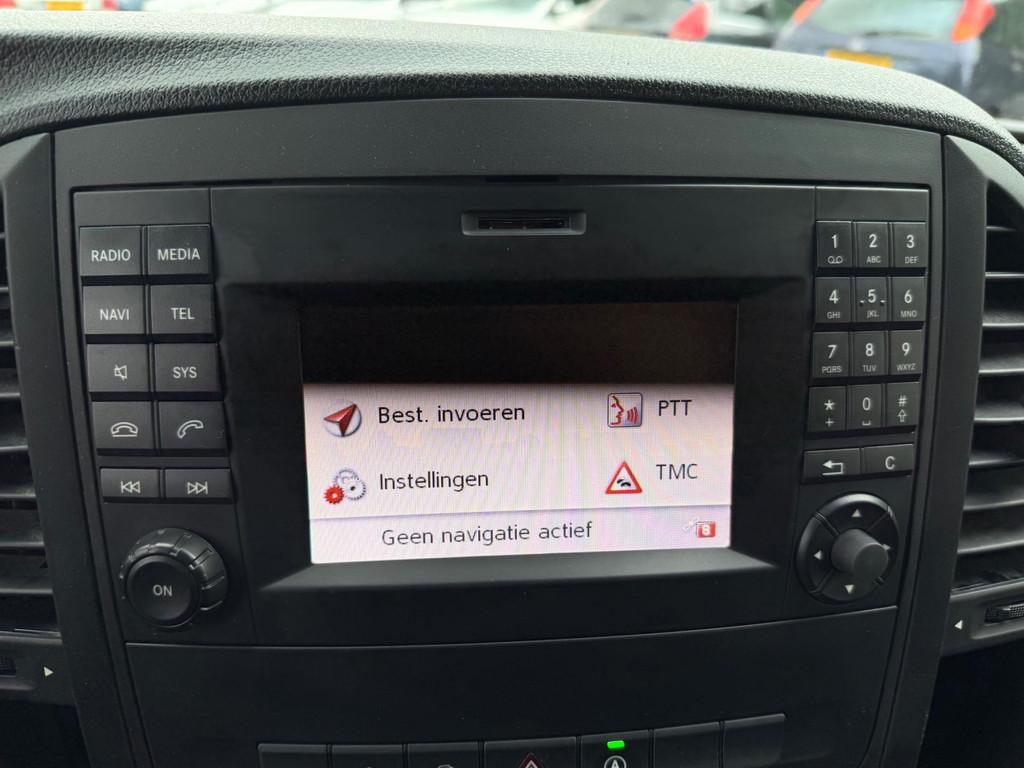 RADIO MEDIA
NAVI TEL
SYS
ON
Best. invoeren PTT
Instellingen TMC
Geen navigatie actief 8
1 2 ABC 3 DEF
4 GHI 5 JKL 6 MNO
7 PQRS 8 TUV 9 WXYZ
* + 0 #
C
A